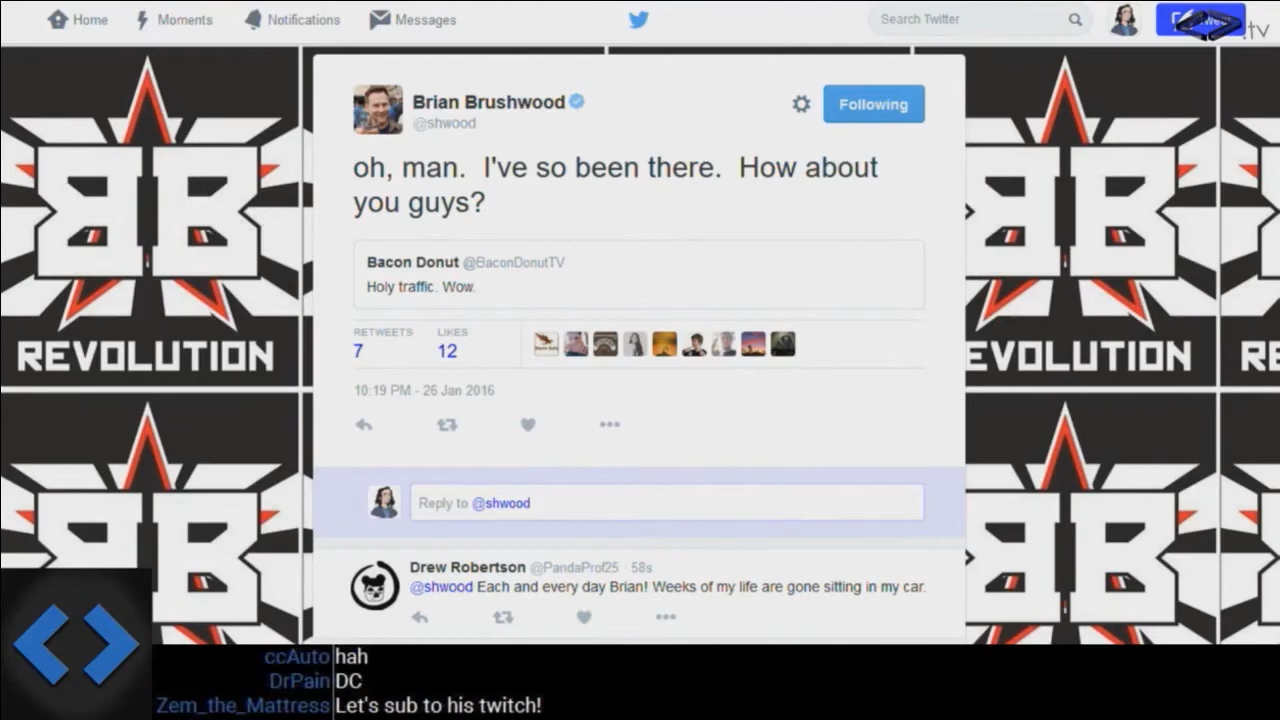 Home
Moments
Notifications
Messages
Search Twitter
.tv
Brian Brushwood
@shwood
Following
oh, man. I've so been there. How about
you guys?
Bacon Donut @BaconDonutTV
Holy traffic. Wow.
RETWEETS
7
LIKES
12
10:19 PM - 26 Jan 2016
Reply to @shwood
Drew Robertson @PandaProf25 · 58s
@shwood Each and every day Brian! Weeks of my life are gone sitting in my car.
BB
REVOLUTION
BB
EVOLUTION
RE
ccAuto hah
DrPain DC
Zem_the_Mattress Let's sub to his twitch!